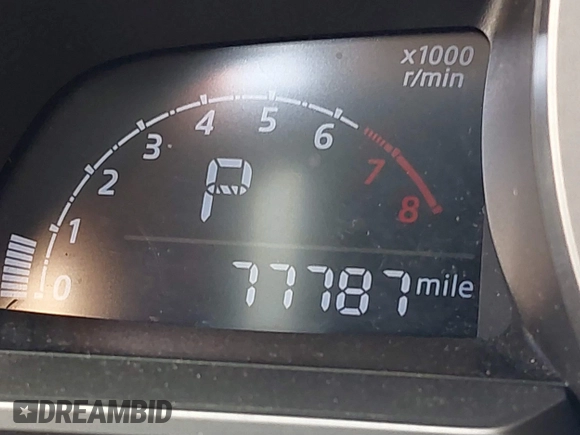 x1000
r/min
0 1 2 3 4 5 6 7 8
P
77787 mile
DREAMBID